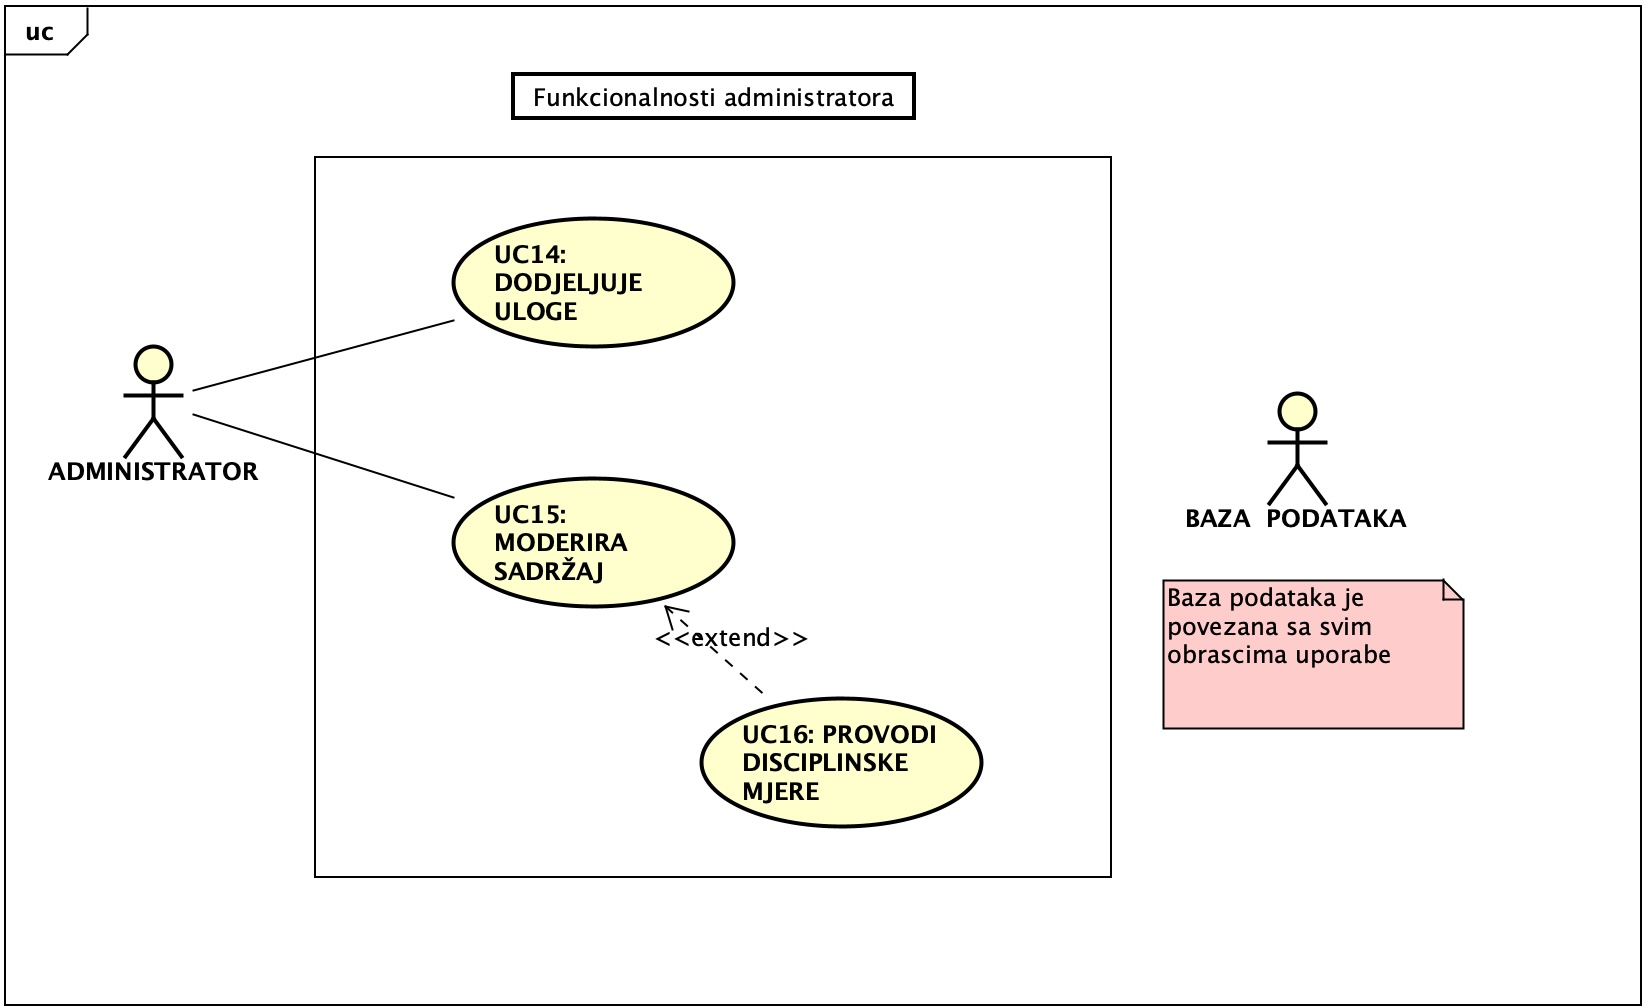 uc
Funkcionalnosti administratora
UC14:
DODJELJUJE
ULOGE
ADMINISTRATOR
UC15:
MODERIRA
SADRŽAJ
<<extend>>
UC16: PROVODI
DISCIPLINSKE
MJERE
BAZA PODATAKA
Baza podataka je
povezana sa svim
obrascima uporabe